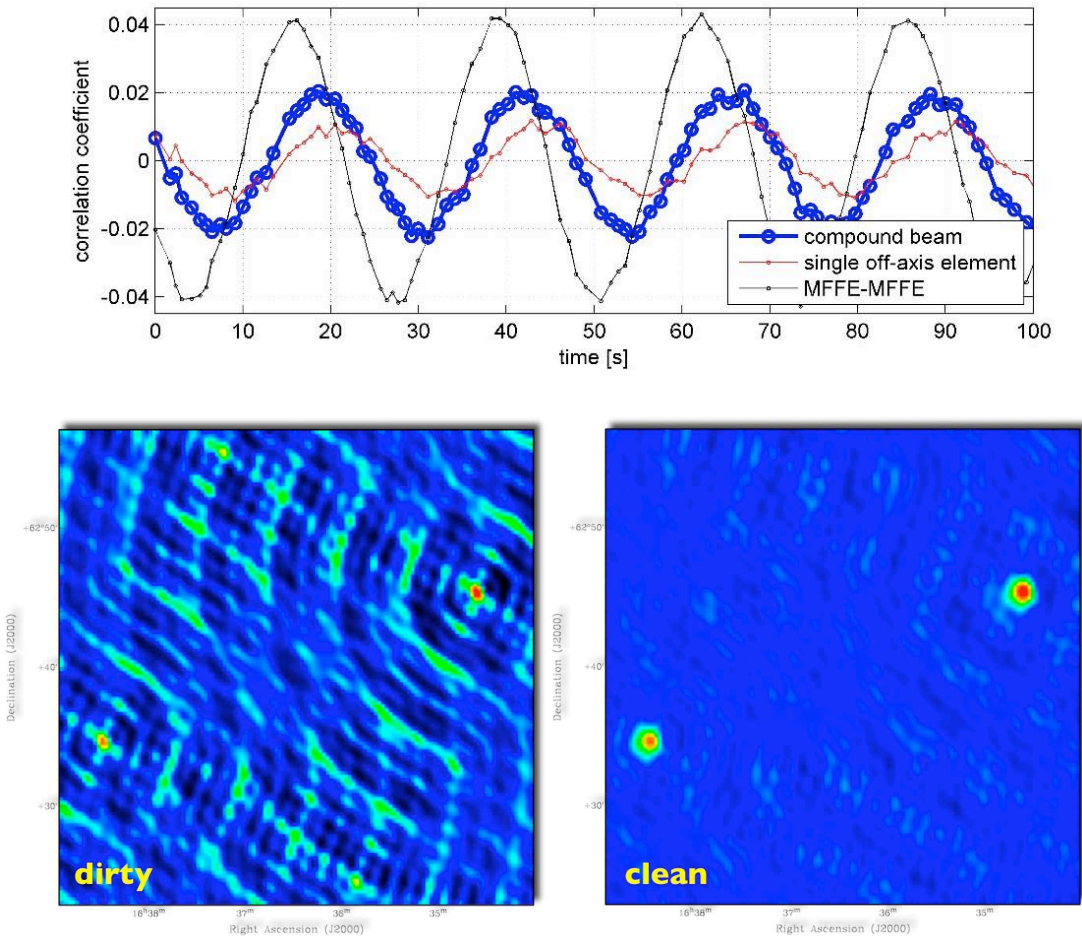 0.04
0.02
0
-0.02
-0.04
correlation coefficient
compound beam
single off-axis element
MFFE-MFFE
0 10 20 30 40 50 60 70 80 90 100
time [s]
+62°50'
+40'
+30'
Declination (J2000)
dirty
16ʰ38ᵐ 37ᵐ 36ᵐ 35ᵐ
Right Ascension (J2000)
+62°50'
+40'
+30'
Declination (J2000)
clean
16ʰ38ᵐ 37ᵐ 36ᵐ 35ᵐ
Right Ascension (J2000)